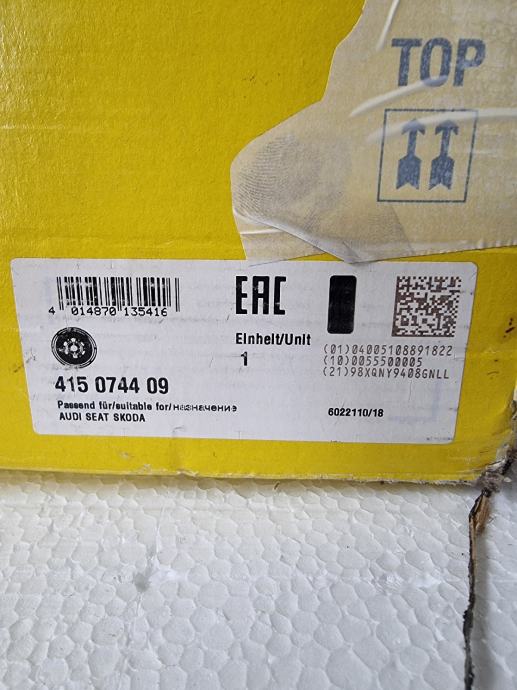 TOP
4 014870 135416
EAC
Einheit/Unit
1
(01)04005108891822
(10)0055500005
(21)98XQNY9408GNLL
415 0744 09
Passend für/suitable for/назначение
AUDI SEAT SKODA
6022110/18